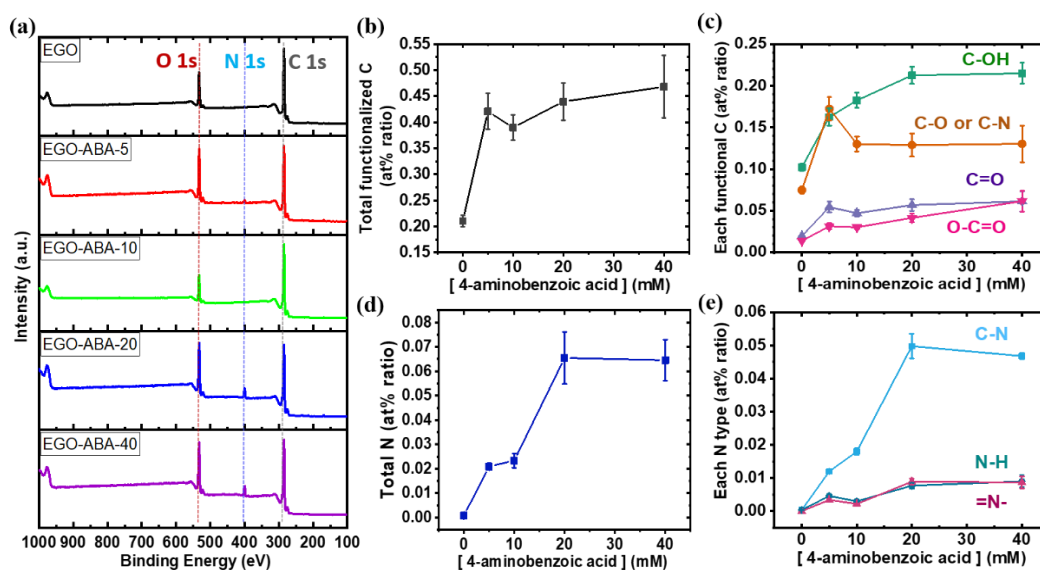 (a)
EGO
O 1s
N 1s
C 1s
EGO-ABA-5
EGO-ABA-10
EGO-ABA-20
EGO-ABA-40
Intensity (a.u.)
1000 900 800 700 600 500 400 300 200 100
Binding Energy (eV)
(b)
Total functionalized C
(at% ratio)
0.55
0.50
0.45
0.40
0.35
0.30
0.25
0.20
0.15
0 10 20 30 40
[ 4-aminobenzoic acid ] (mM)
(c)
Each functional C (at% ratio)
0.25
0.20
0.15
0.10
0.05
0.00
C-OH
C-O or C-N
C=O
O-C=O
0 10 20 30 40
[ 4-aminobenzoic acid ] (mM)
(d)
Total N (at% ratio)
0.08
0.07
0.06
0.05
0.04
0.03
0.02
0.01
0.00
0 10 20 30 40
[ 4-aminobenzoic acid ] (mM)
(e)
Each N type (at% ratio)
0.06
0.05
0.04
0.03
0.02
0.01
0.00
C-N
N-H
=N-
0 10 20 30 40
[ 4-aminobenzoic acid ] (mM)